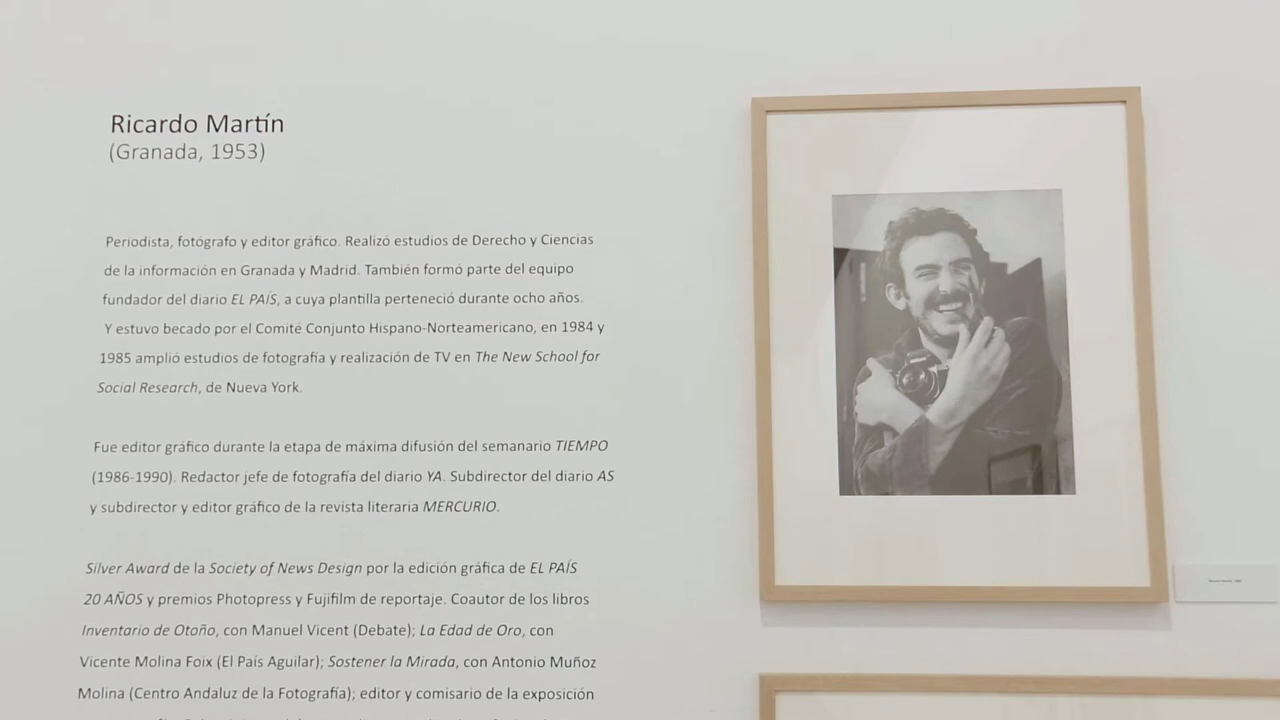 Ricardo Martín
(Granada, 1953)
Periodista, fotógrafo y editor gráfico. Realizó estudios de Derecho y Ciencias
de la información en Granada y Madrid. También formó parte del equipo
fundador del diario EL PAÍS, a cuya plantilla perteneció durante ocho años.
Y estuvo becado por el Comité Conjunto Hispano-Norteamericano, en 1984 y
1985 amplió estudios de fotografía y realización de TV en The New School for
Social Research, de Nueva York.
Fue editor gráfico durante la etapa de máxima difusión del semanario TIEMPO
(1986-1990). Redactor jefe de fotografía del diario YA. Subdirector del diario AS
y subdirector y editor gráfico de la revista literaria MERCURIO.
Silver Award de la Society of News Design por la edición gráfica de EL PAÍS
20 AÑOS y premios Photopress y Fujifilm de reportaje. Coautor de los libros
Inventario de Otoño, con Manuel Vicent (Debate); La Edad de Oro, con
Vicente Molina Foix (El País Aguilar); Sostener la Mirada, con Antonio Muñoz
Molina (Centro Andaluz de la Fotografía); editor y comisario de la exposición